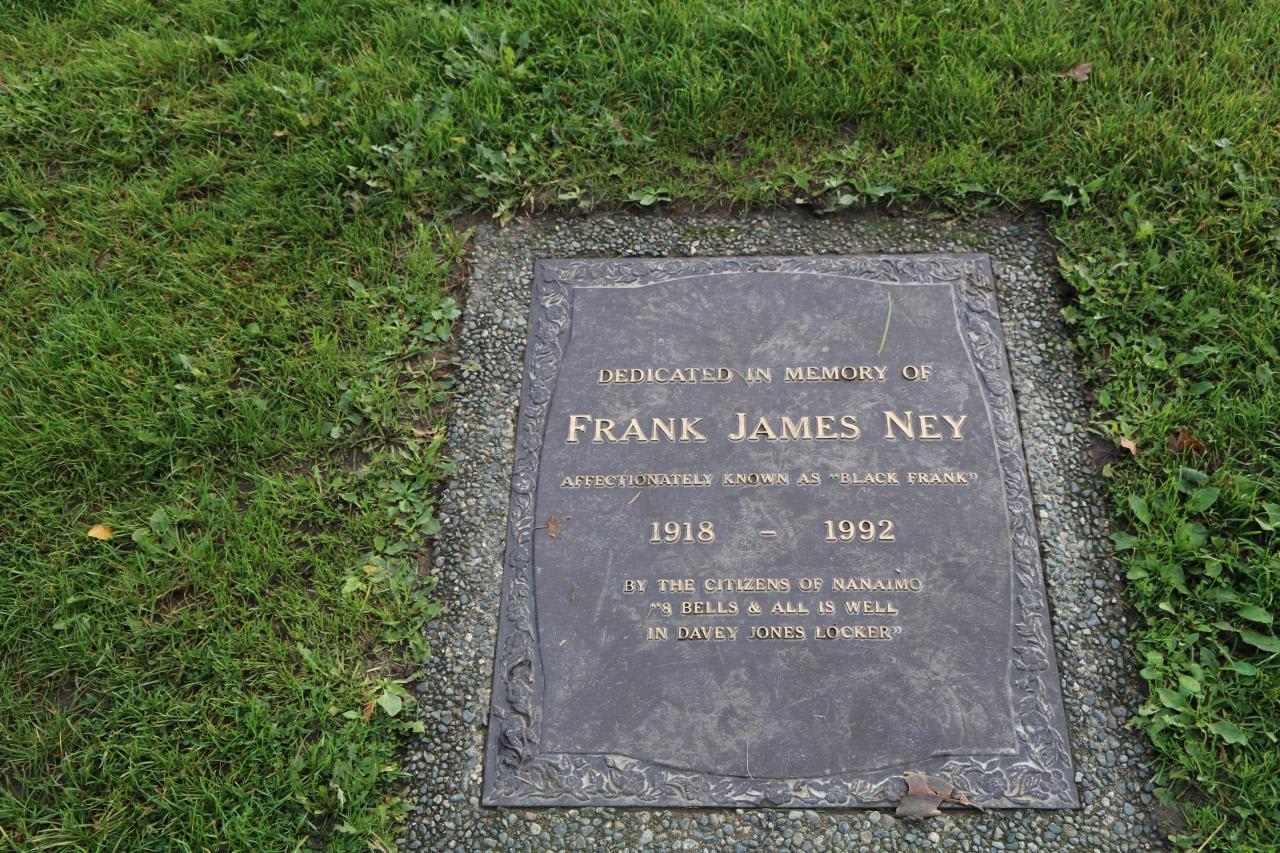 DEDICATED IN MEMORY OF
FRANK JAMES NEY
AFFECTIONATELY KNOWN AS "BLACK FRANK"
1918 – 1992
BY THE CITIZENS OF NANAIMO
"8 BELLS & ALL IS WELL
IN DAVEY JONES LOCKER"